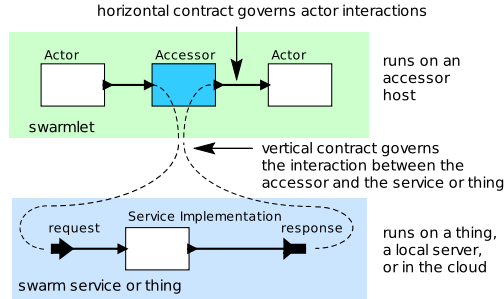 horizontal contract governs actor interactions
Actor
Accessor
Actor
runs on an
accessor
host
swarmlet
vertical contract governs
the interaction between the
accessor and the service or thing
Service Implementation
request
response
runs on a thing,
a local server,
or in the cloud
swarm service or thing